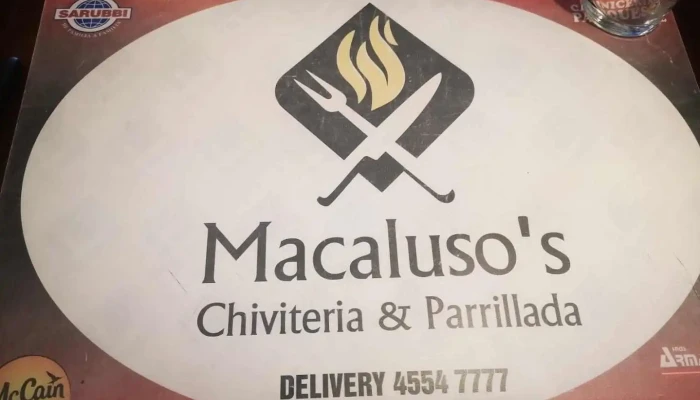 SARUBBI
Macaluso's
Chiviteria & Parrillada
DELIVERY 4554 7777
McCain